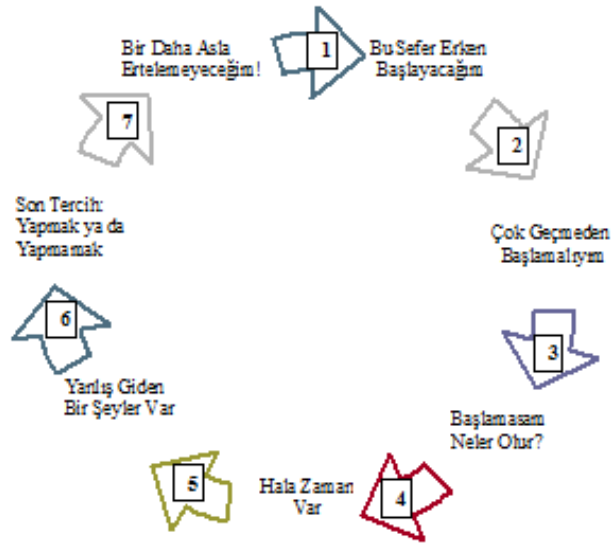 1
Bu Sefer Erken
Başlayacağım
2
Çok Geçmeden
Başlamalıyım
3
Başlamasam
Neler Olur?
4
Hala Zaman
Var
5
Yanlış Giden
Bir Şeyler Var
6
Son Tercih:
Yapmak ya da
Yapmamak
7
Bir Daha Asla
Ertelemeyeceğim!